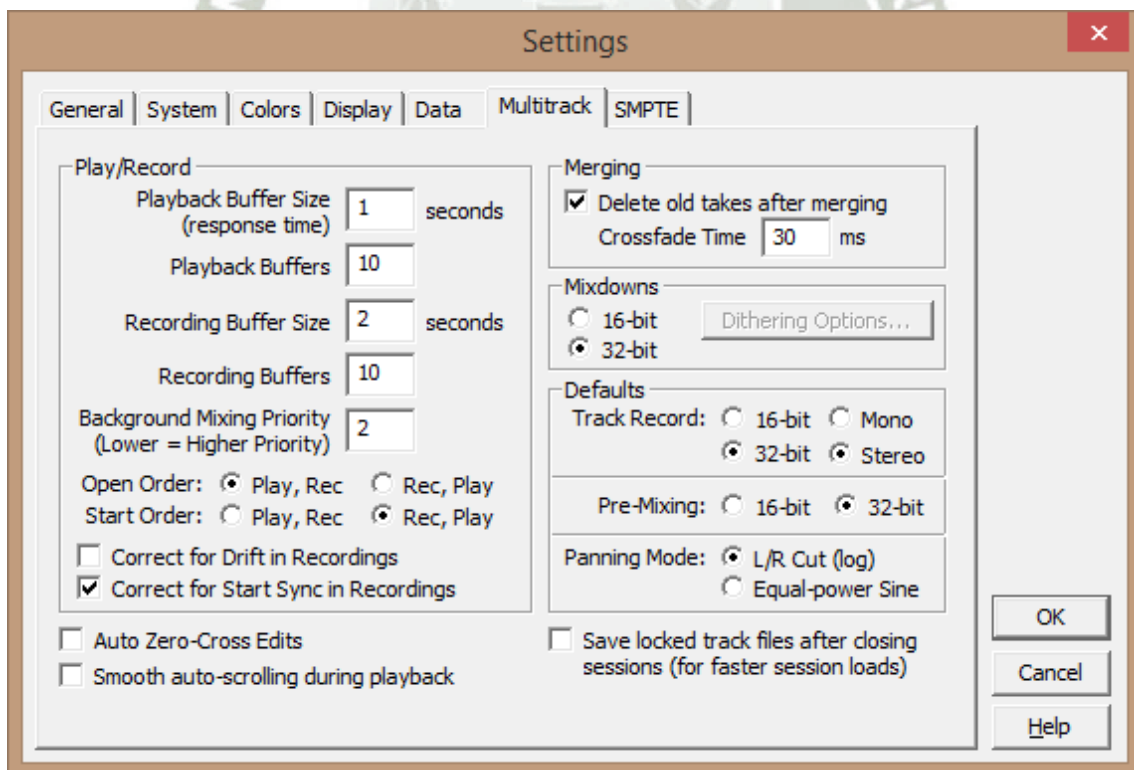 Settings
General System Colors Display Data Multitrack SMPTE
Play/Record
Playback Buffer Size
(response time)
1 seconds
Playback Buffers 10
Recording Buffer Size 2 seconds
Recording Buffers 10
Background Mixing Priority
(Lower = Higher Priority)
2
Open Order: Play, Rec Rec, Play
Start Order: Play, Rec Rec, Play
Correct for Drift in Recordings
Correct for Start Sync in Recordings
Auto Zero-Cross Edits
Smooth auto-scrolling during playback
Merging
Delete old takes after merging
Crossfade Time 30 ms
Mixdowns
16-bit Dithering Options...
32-bit
Defaults
Track Record: 16-bit Mono
32-bit Stereo
Pre-Mixing: 16-bit 32-bit
Panning Mode: L/R Cut (log)
Equal-power Sine
Save locked track files after closing
sessions (for faster session loads)
OK
Cancel
Help